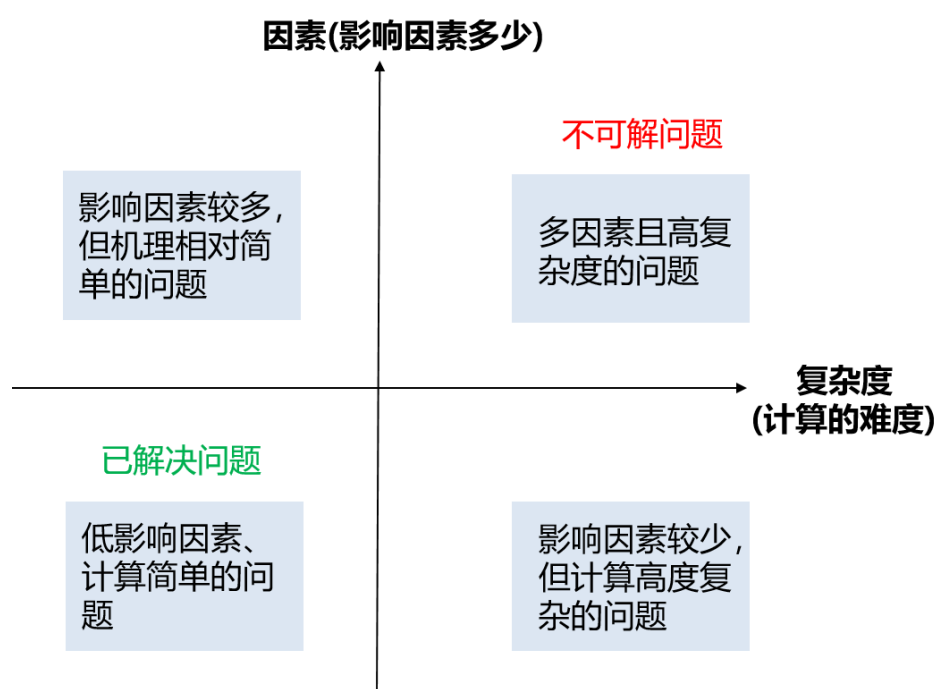 因素(影响因素多少)
不可解问题
影响因素较多，
但机理相对简
单的问题
多因素且高复
杂度的问题
复杂度
(计算的难度)
已解决问题
低影响因素、
计算简单的问
题
影响因素较少，
但计算高度复
杂的问题